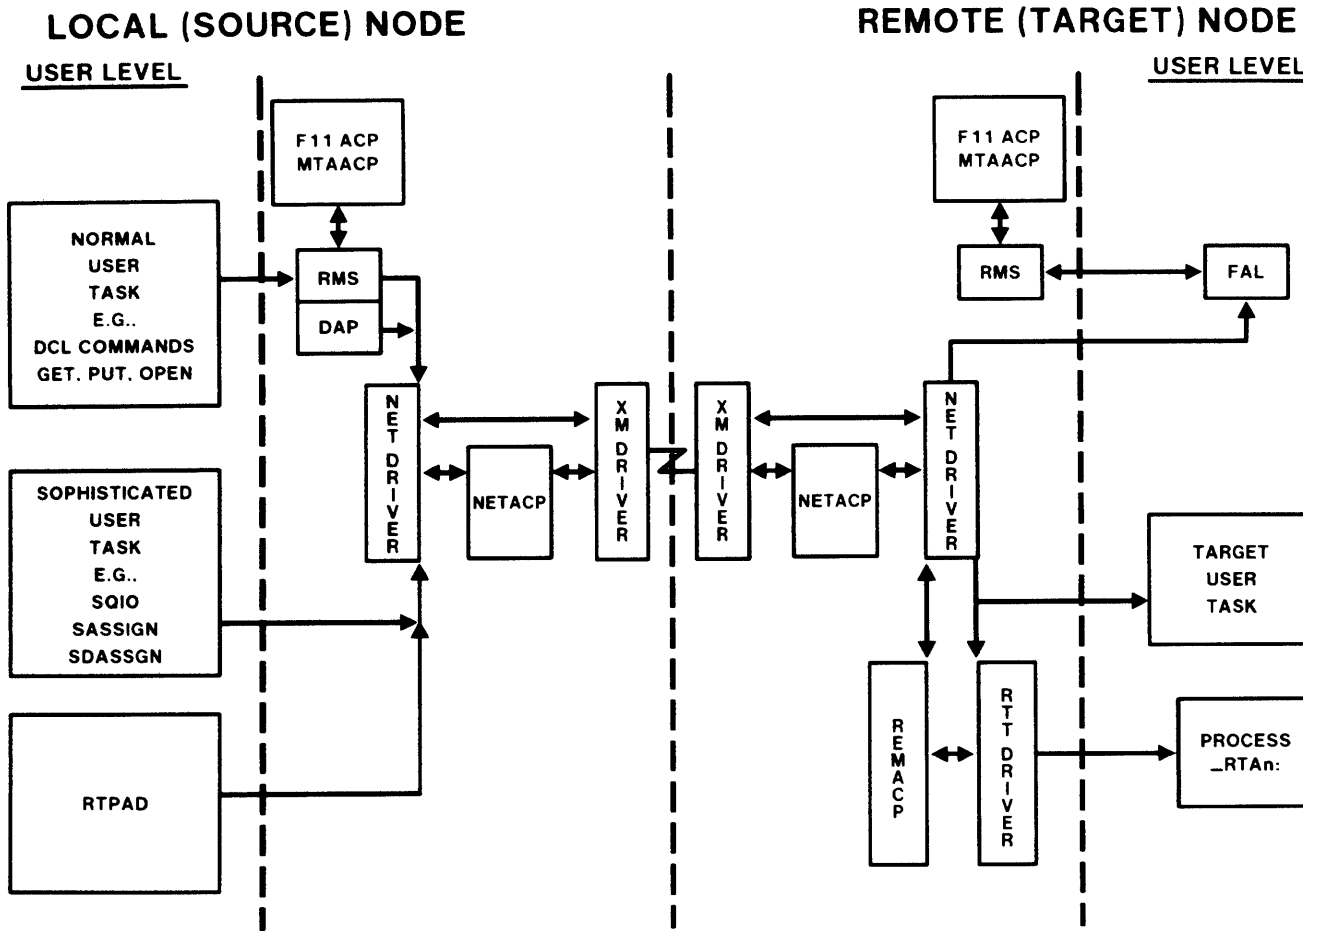 LOCAL (SOURCE) NODE
REMOTE (TARGET) NODE
USER LEVEL
USER LEVEL
F11 ACP
MTAACP
F11 ACP
MTAACP
NORMAL
USER
TASK
E.G..
DCL COMMANDS
GET. PUT. OPEN
RMS
DAP
RMS
FAL
NET DRIVER
NETACP
XM DRIVER
XM DRIVER
NETACP
NET DRIVER
SOPHISTICATED
USER
TASK
E.G..
SQIO
SASSIGN
SDASSGN
TARGET
USER
TASK
RTPAD
REMACP
RTT DRIVER
PROCESS
_RTAn: